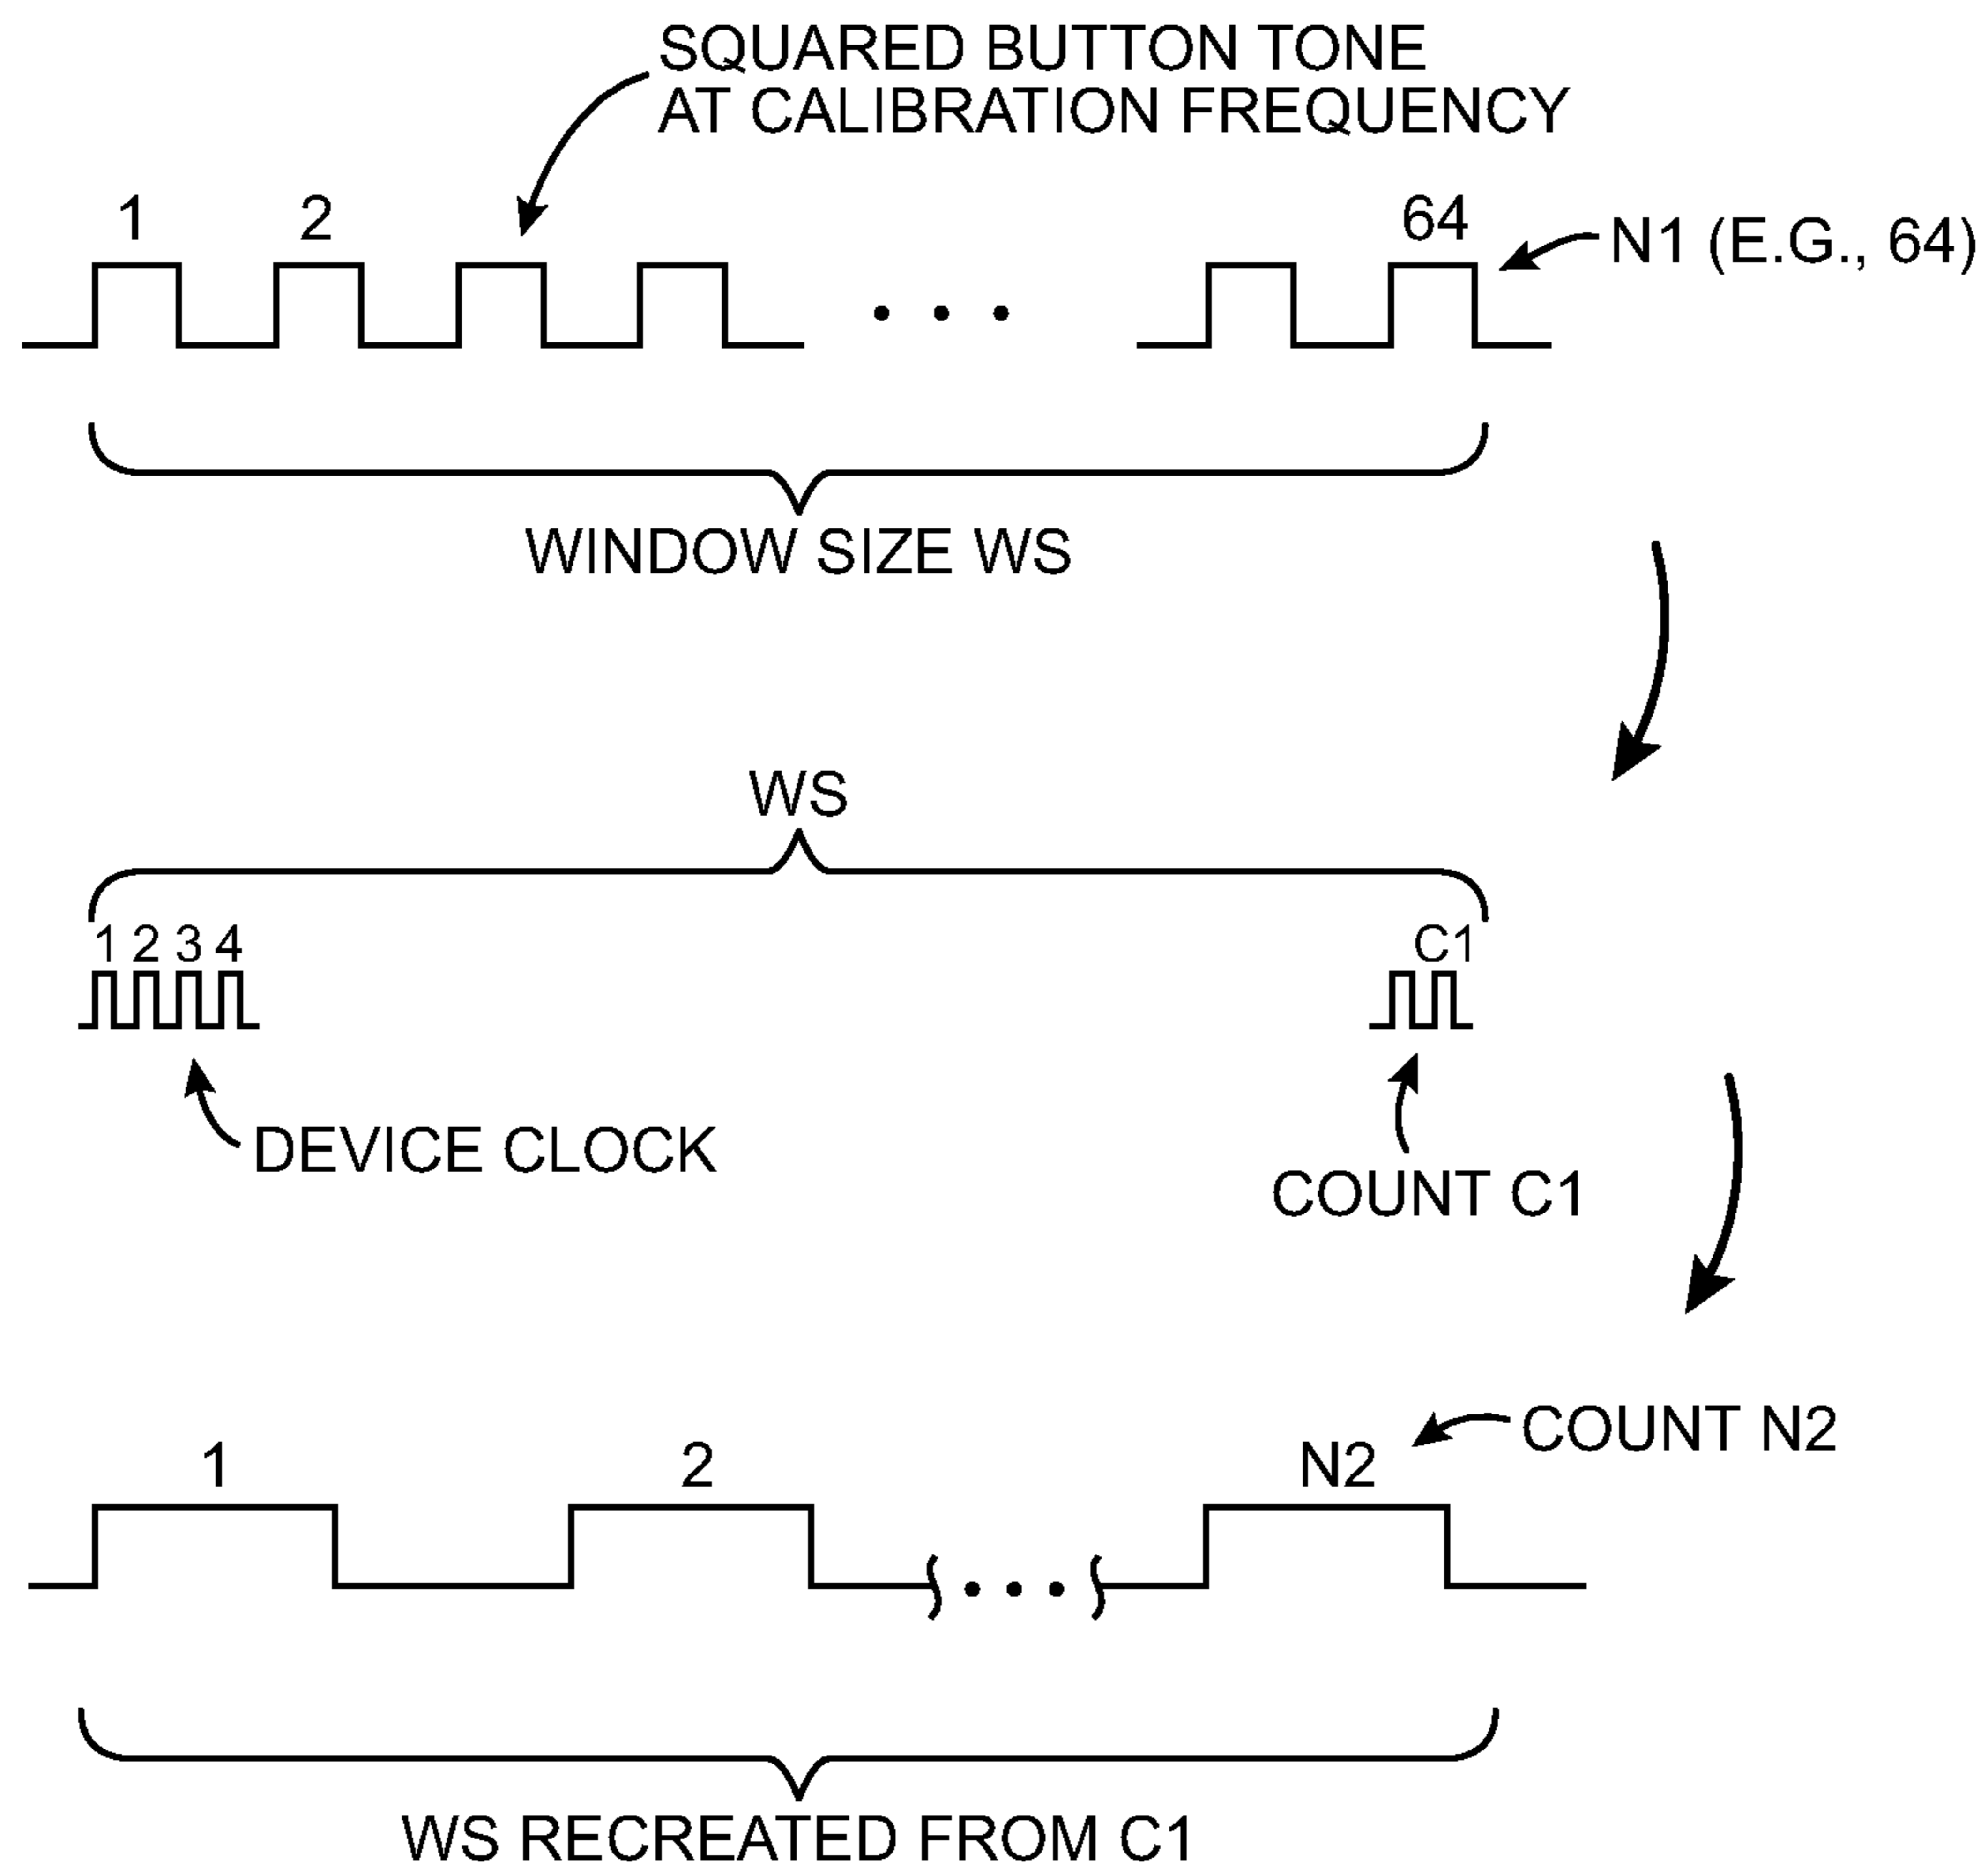 SQUARED BUTTON TONE
AT CALIBRATION FREQUENCY
1 2 64
N1 (E.G., 64)
WINDOW SIZE WS
WS
1 2 3 4 C1
DEVICE CLOCK
COUNT C1
COUNT N2
1 2 N2
WS RECREATED FROM C1